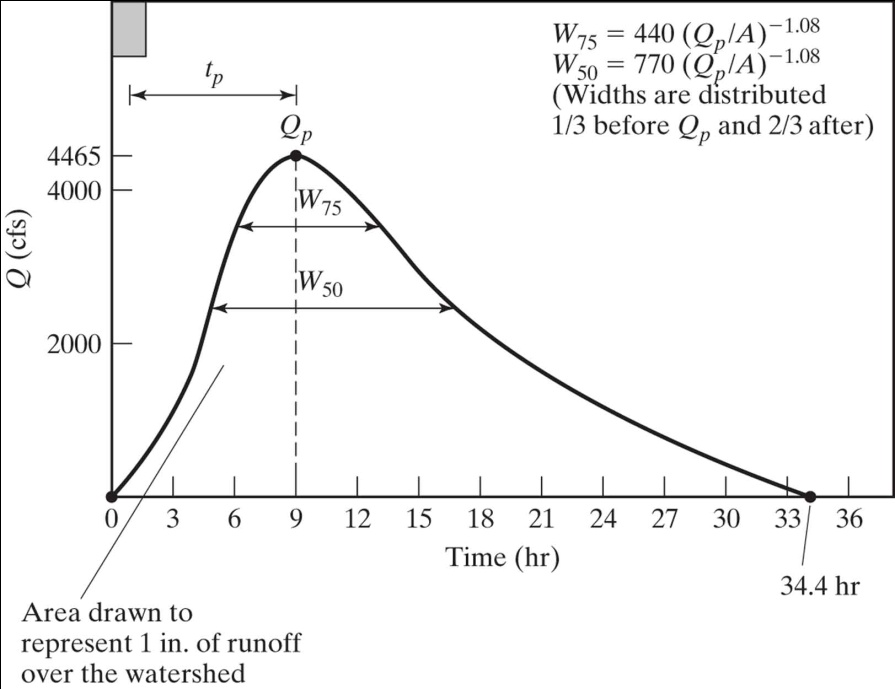 W₇₅ = 440 (Qₚ/A)⁻¹·⁰⁸
W₅₀ = 770 (Qₚ/A)⁻¹·⁰⁸
(Widths are distributed
1/3 before Qₚ and 2/3 after)
tₚ
Qₚ
4465
4000
W₇₅
Q (cfs)
W₅₀
2000
0 3 6 9 12 15 18 21 24 27 30 33 36
Time (hr)
34.4 hr
Area drawn to
represent 1 in. of runoff
over the watershed